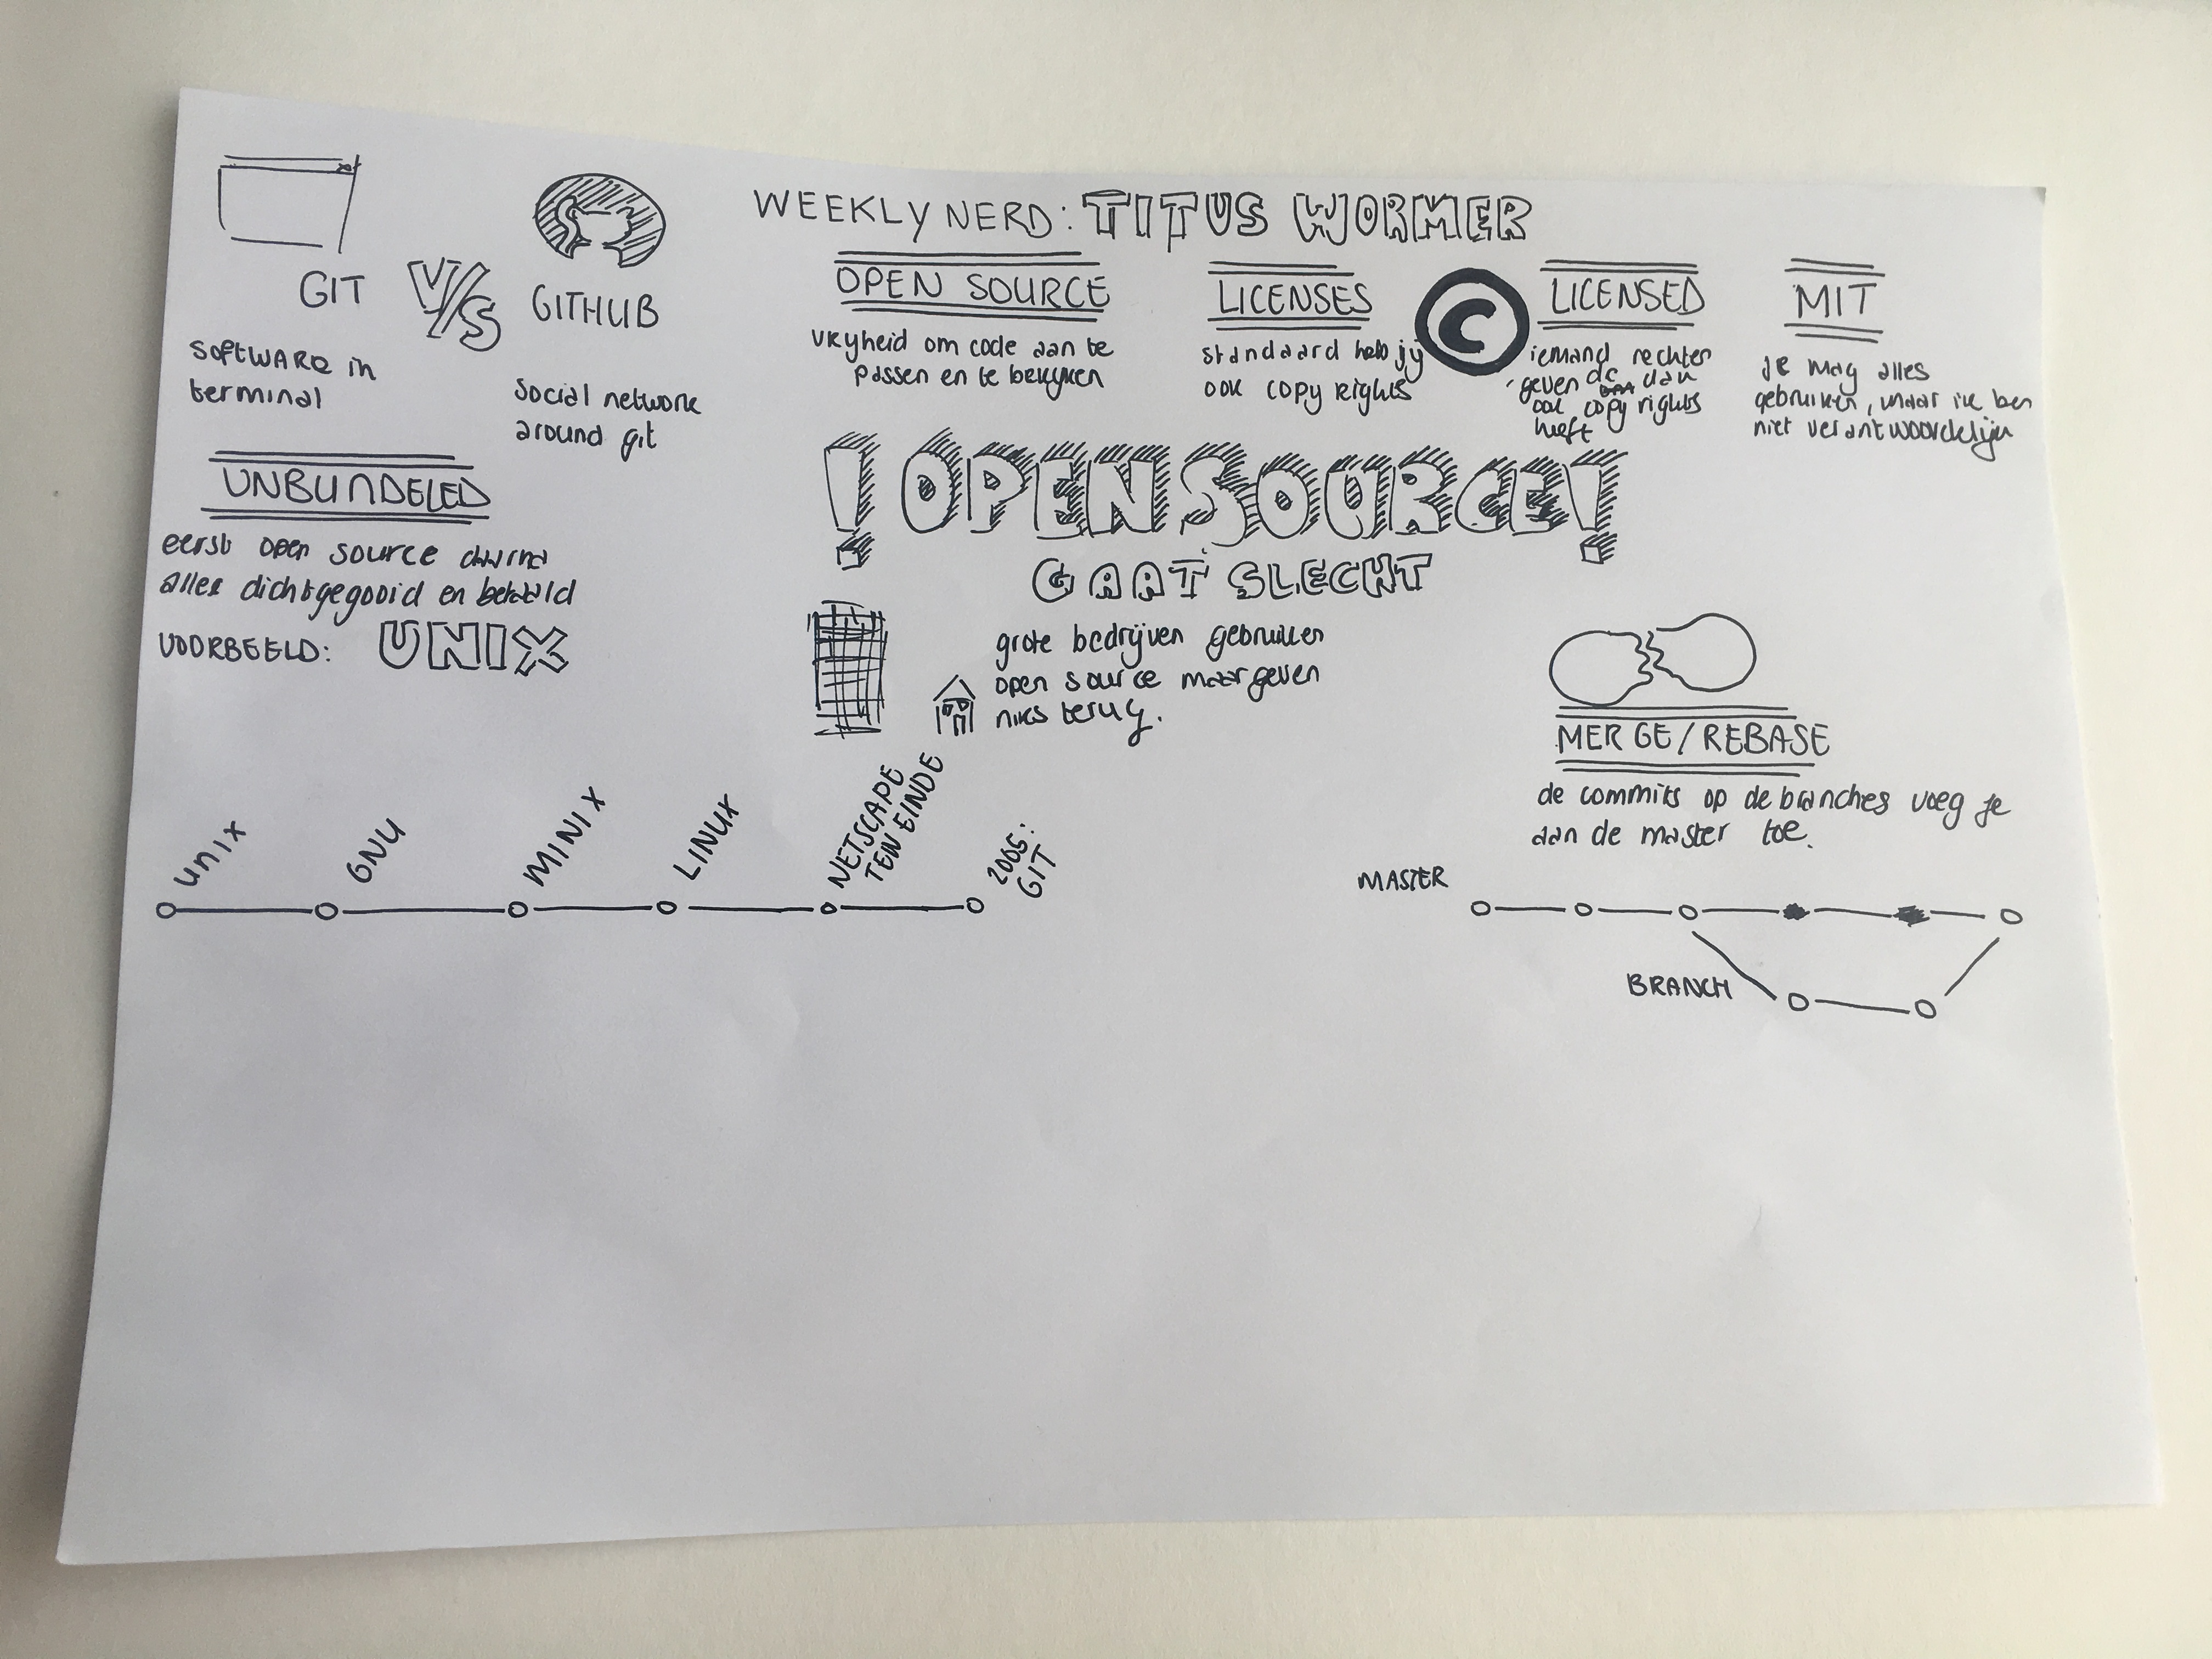 WEEKLY NERD: TITUS WORMER
GIT V/S GITHUB
SOFTWARE in
terminal
Social network
around git
OPEN SOURCE
vryheid om code aan te
passen en te bekyken
LICENSES
standaard heb jij
ook copy rights
C
LICENSED
iemand rechten
geven de dan
ook copy rights
heeft
MIT
Je mag alles
gebruiken, maar ik ben
niet verantwoordelijk
UNBUNDELED
eerst open source daarna
alles dichtgegooid en betaald
VOORBEELD: UNIX
! OPEN SOURCE !
GAAT SLECHT
grote bedrijven gebruiken
open source maar geven
niks terug.
MERGE/REBASE
de commits op de branches voeg je
aan de master toe.
unix
GNU
MINIX
LINUX
NETSCAPE
TEN EINDE
2005:
GIT
MASTER
BRANCH